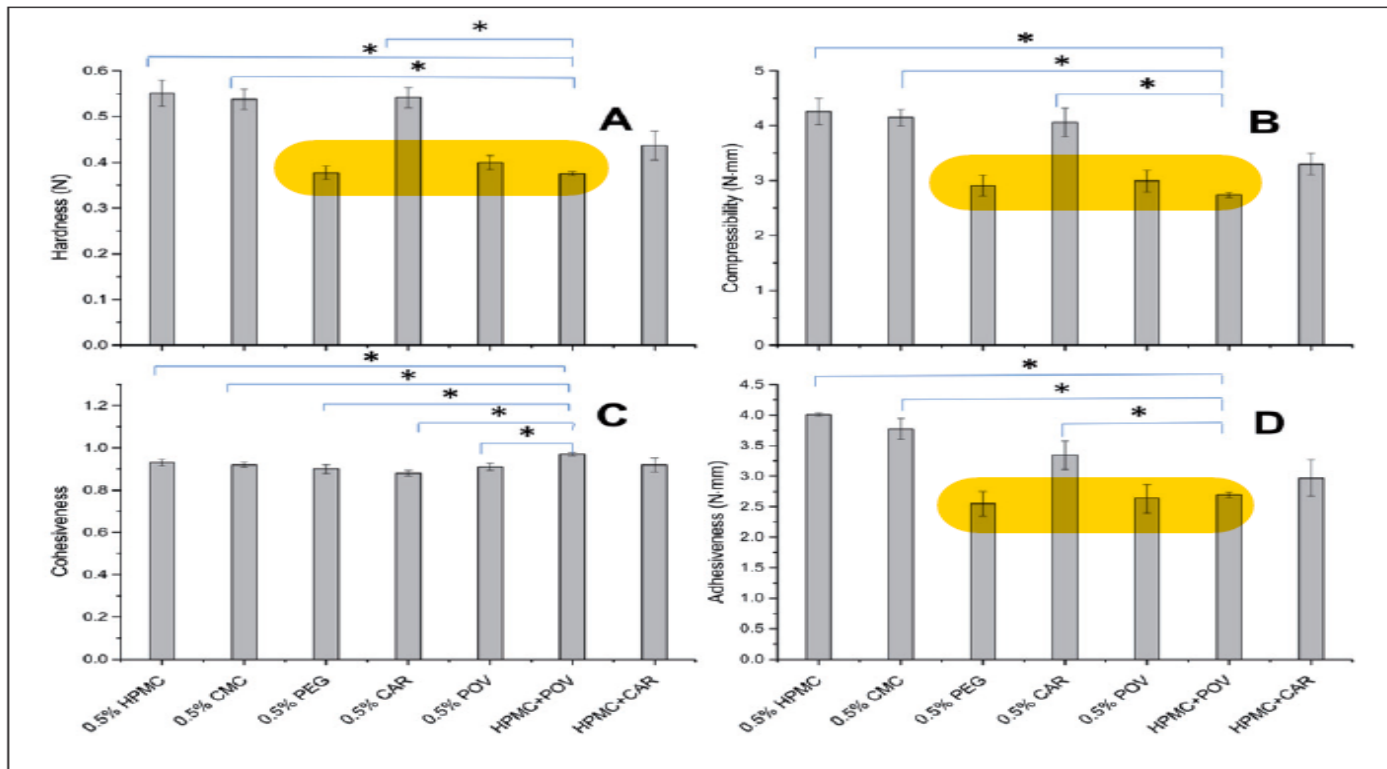 *
*
*
0.6
0.5
0.4
0.3
0.2
0.1
0.0
Hardness (N)
A
*
*
*
5
4
3
2
1
0
Compressibility (N·mm)
B
*
*
*
*
*
1.2
1.0
0.8
0.6
0.4
0.2
0.0
Cohesiveness
C
0.5% HPMC
0.5% CMC
0.5% PEG
0.5% CAR
0.5% POV
HPMC+POV
HPMC+CAR
*
*
*
4.5
4.0
3.5
3.0
2.5
2.0
1.5
1.0
0.5
0.0
Adhesiveness (N·mm)
D
0.5% HPMC
0.5% CMC
0.5% PEG
0.5% CAR
0.5% POV
HPMC+POV
HPMC+CAR